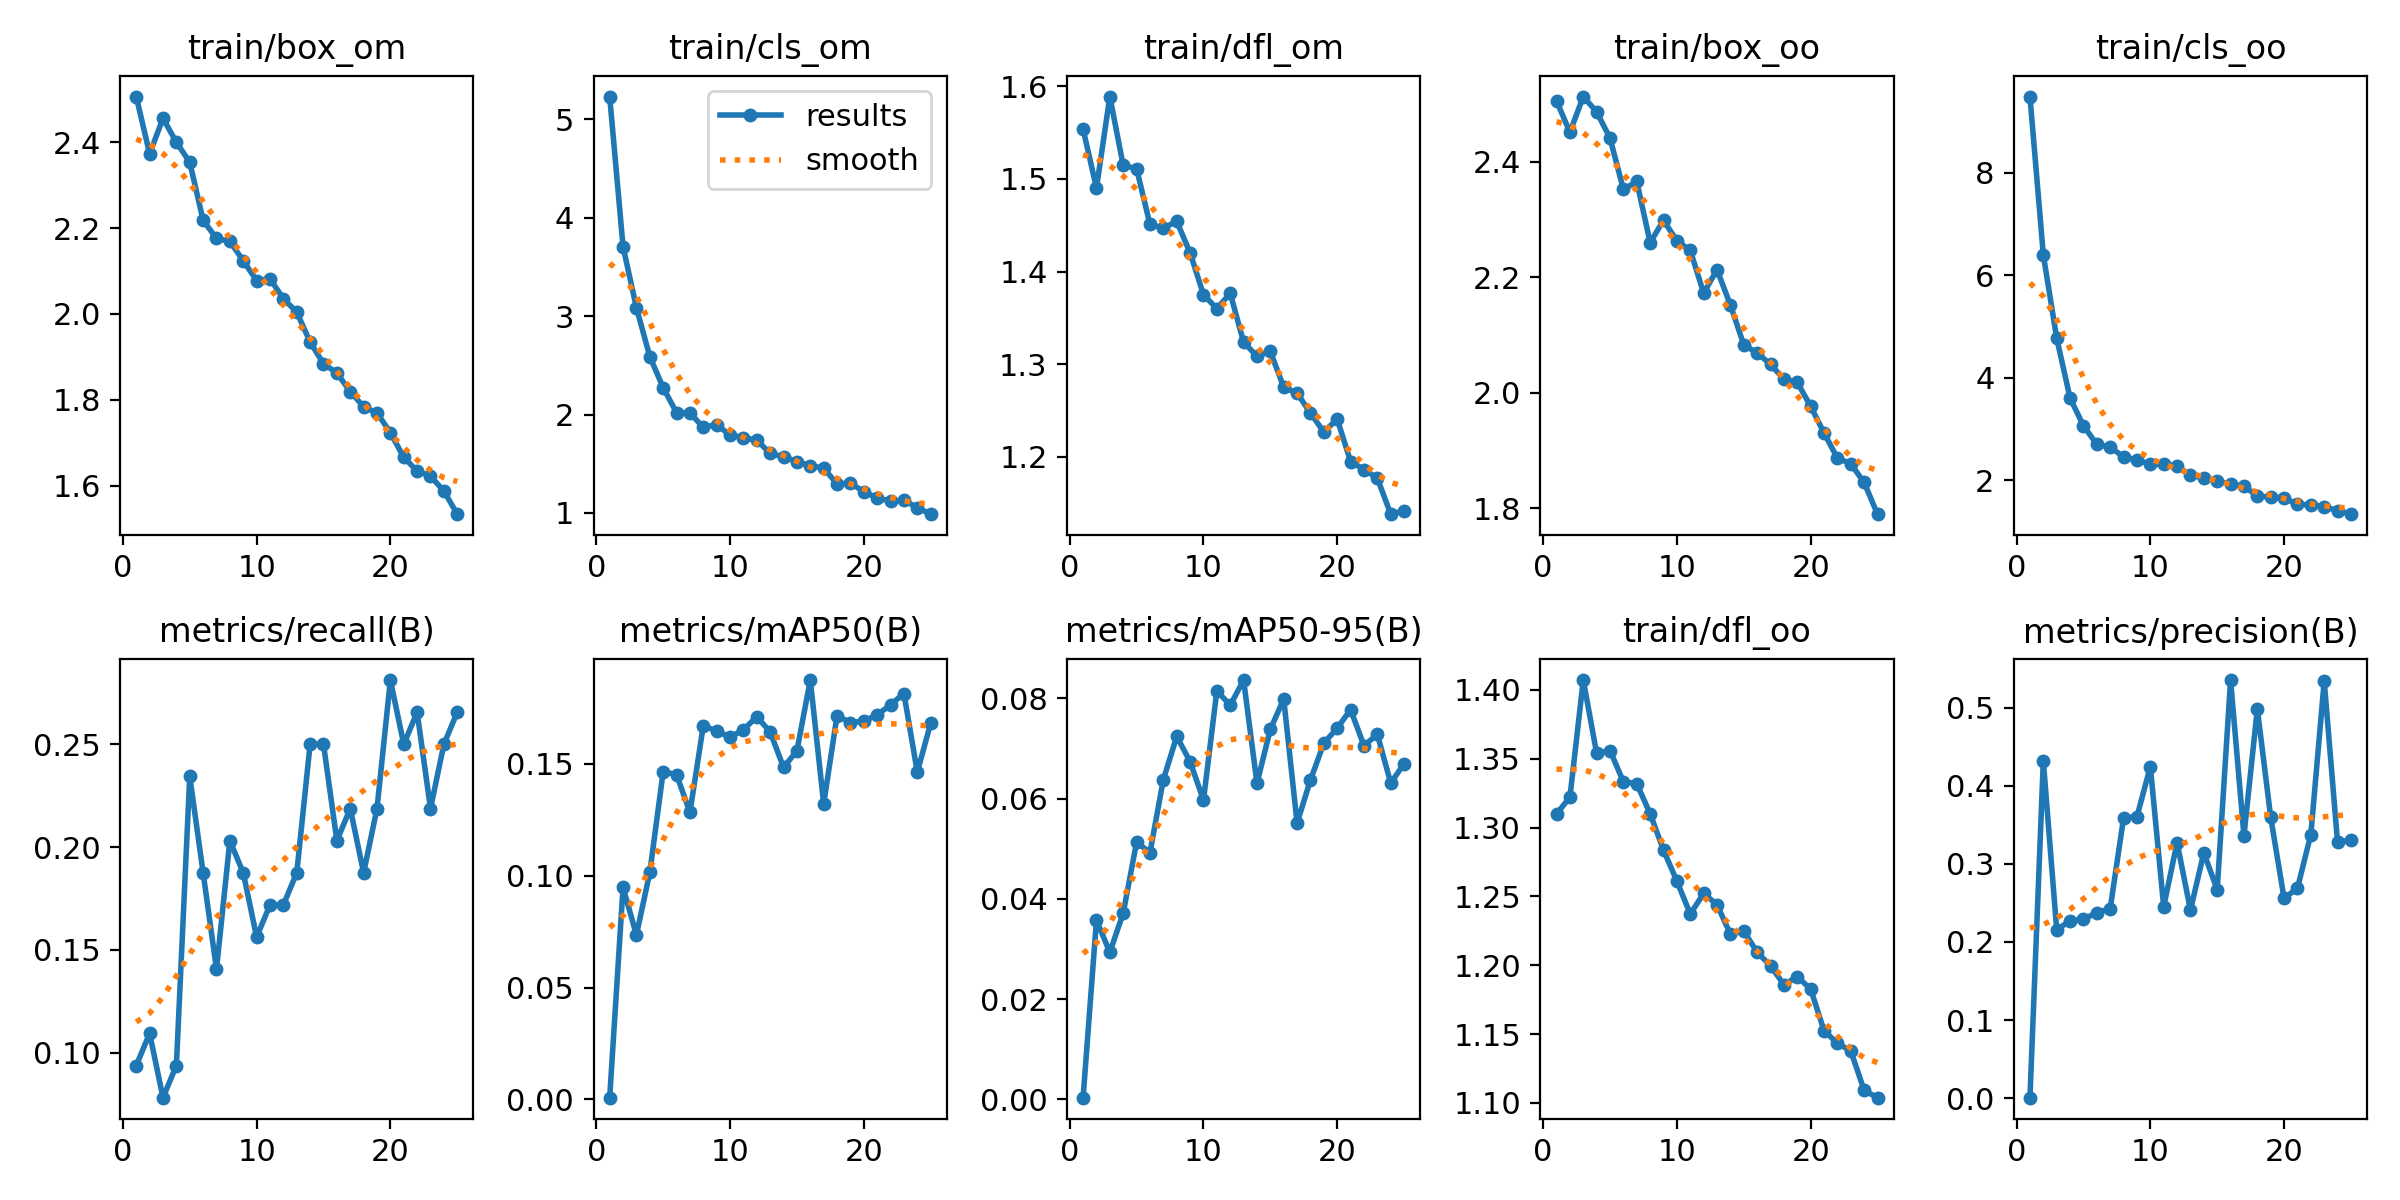 train/box_om
train/cls_om
train/dfl_om
train/box_oo
train/cls_oo
2.4
2.2
2.0
1.8
1.6
0 10 20
results
smooth
5
4
3
2
1
0 10 20
1.6
1.5
1.4
1.3
1.2
0 10 20
2.4
2.2
2.0
1.8
0 10 20
8
6
4
2
0 10 20
metrics/recall(B)
metrics/mAP50(B)
metrics/mAP50-95(B)
train/dfl_oo
metrics/precision(B)
0.25
0.20
0.15
0.10
0 10 20
0.15
0.10
0.05
0.00
0 10 20
0.08
0.06
0.04
0.02
0.00
0 10 20
1.40
1.35
1.30
1.25
1.20
1.15
1.10
0 10 20
0.5
0.4
0.3
0.2
0.1
0.0
0 10 20